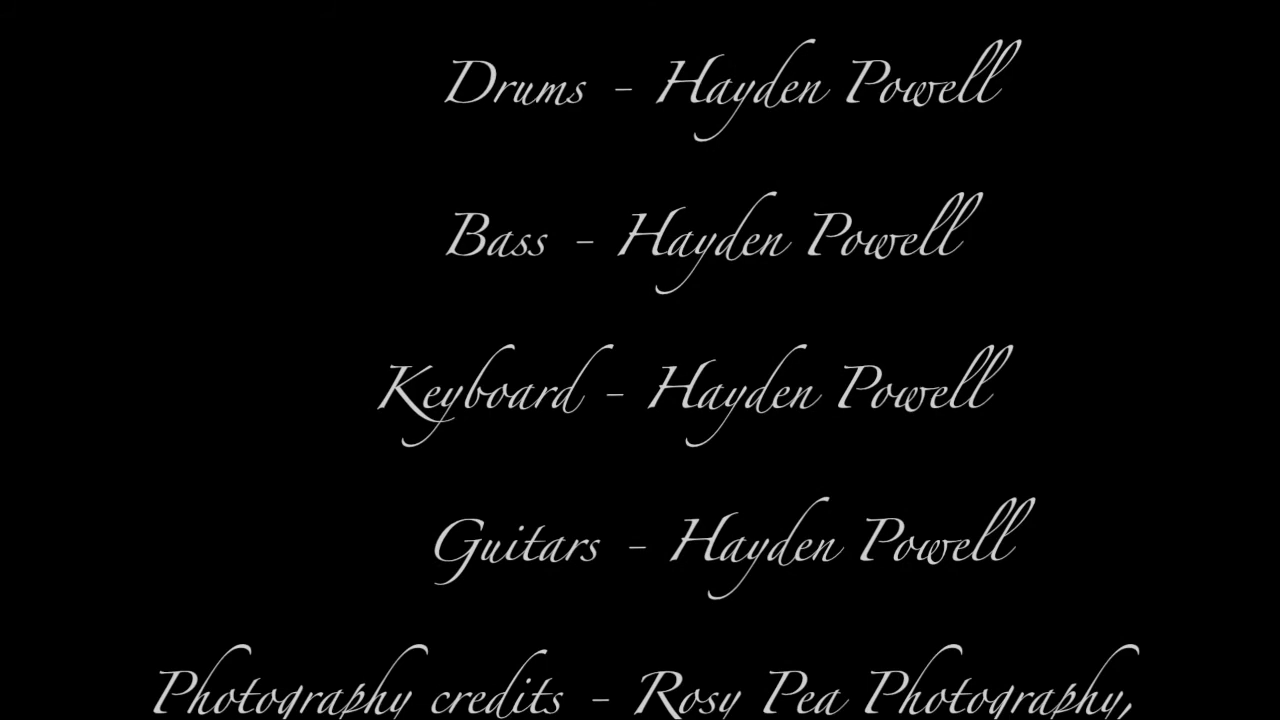 Drums - Hayden Powell
Bass - Hayden Powell
Keyboard - Hayden Powell
Guitars - Hayden Powell
Photography credits - Rosy Pea Photography,